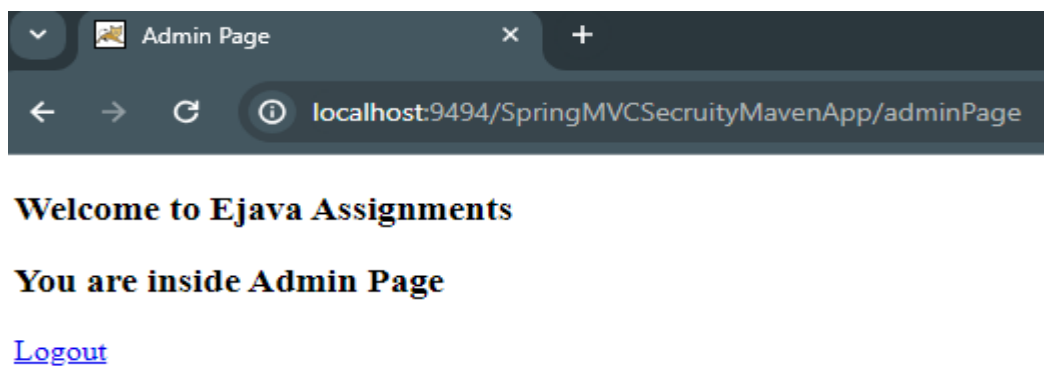 Admin Page
localhost:9494/SpringMVCSecruityMavenApp/adminPage
Welcome to Ejava Assignments
You are inside Admin Page
Logout